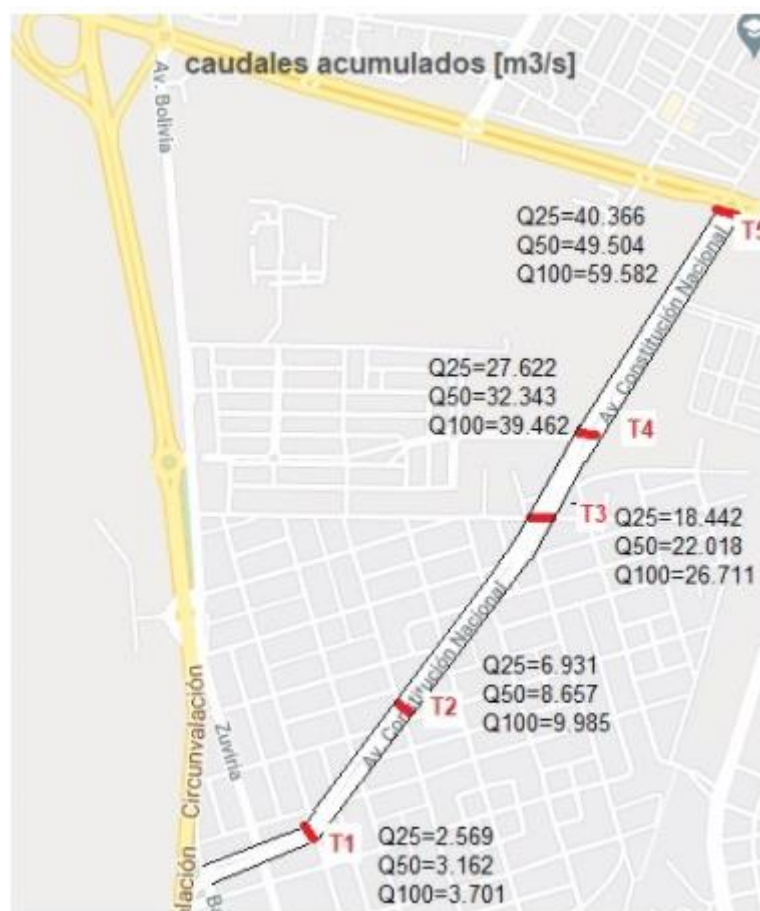 caudales acumulados [m3/s]
Av. Bolivia
Q25=40.366
Q50=49.504
Q100=59.582
T5
Av. Constitución Nacional
Q25=27.622
Q50=32.343
Q100=39.462
T4
T3
Q25=18.442
Q50=22.018
Q100=26.711
Av. Constitución Nacional
Q25=6.931
Q50=8.657
Q100=9.985
T2
Circunvalación
Zuviria
T1
Q25=2.569
Q50=3.162
Q100=3.701
alación